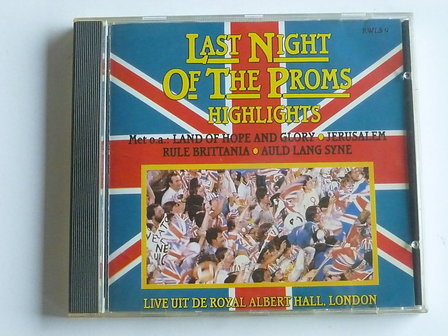 RWLS 9
LAST NIGHT
OF THE PROMS
HIGHLIGHTS
Met o.a.: LAND OF HOPE AND GLORY • JERUSALEM
RULE BRITTANIA • AULD LANG SYNE
LIVE UIT DE ROYAL ALBERT HALL, LONDON